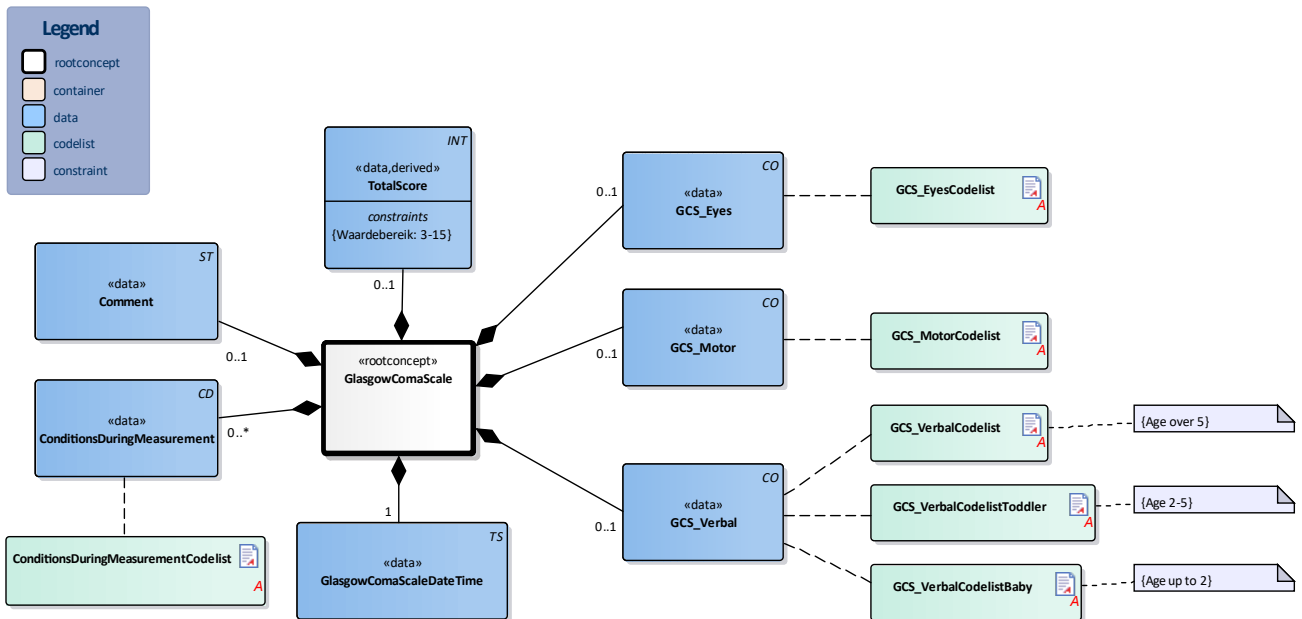 Legend
rootconcept
container
data
codelist
constraint
INT
«data,derived»
TotalScore
constraints
{Waardebereik: 3-15}
0..1
ST
«data»
Comment
0..1
CD
«data»
ConditionsDuringMeasurement
0..*
ConditionsDuringMeasurementCodelist
A
«rootconcept»
GlasgowComaScale
1
TS
«data»
GlasgowComaScaleDateTime
CO
«data»
GCS_Eyes
0..1
GCS_EyesCodelist
A
CO
«data»
GCS_Motor
0..1
GCS_MotorCodelist
A
CO
«data»
GCS_Verbal
0..1
GCS_VerbalCodelist
A
{Age over 5}
GCS_VerbalCodelistToddler
A
{Age 2-5}
GCS_VerbalCodelistBaby
A
{Age up to 2}